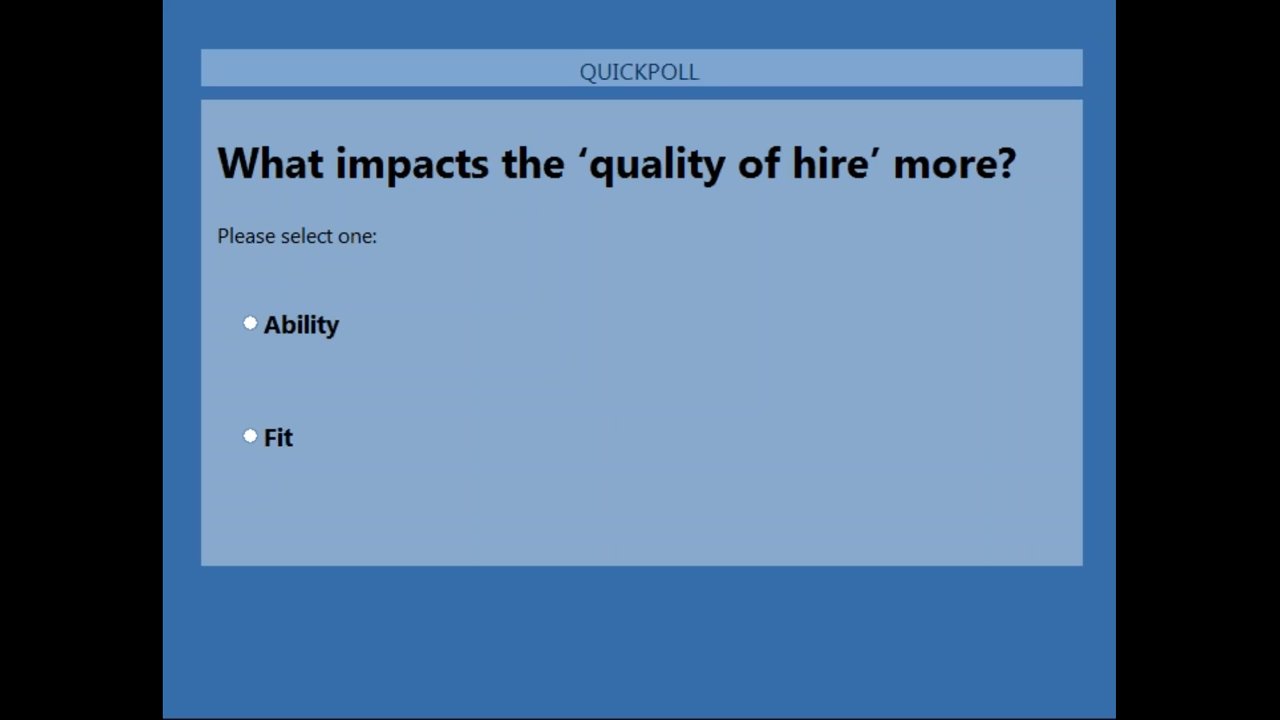 QUICKPOLL
What impacts the ‘quality of hire’ more?
Please select one:
Ability
Fit